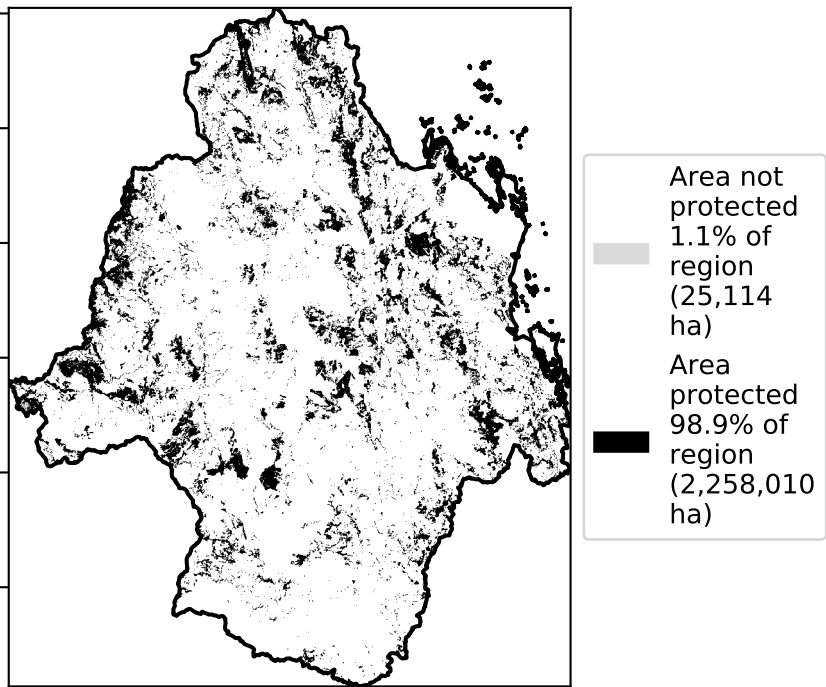 Area not
protected
1.1% of
region
(25,114
ha)
Area
protected
98.9% of
region
(2,258,010
ha)